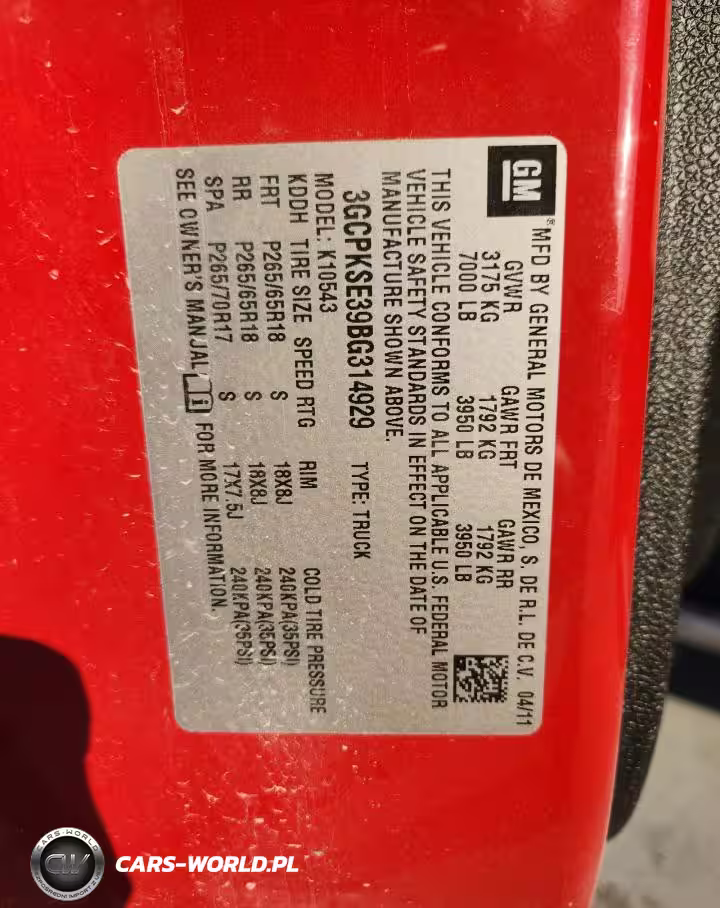 GM
MFD BY GENERAL MOTORS DE MEXICO, S. DE R.L. DE C.V. 04/11
GVWR GAWR FRT GAWR RR
3175 KG 1792 KG 1792 KG
7000 LB 3950 LB 3950 LB
THIS VEHICLE CONFORMS TO ALL APPLICABLE U.S. FEDERAL MOTOR
VEHICLE SAFETY STANDARDS IN EFFECT ON THE DATE OF
MANUFACTURE SHOWN ABOVE.
3GCPKSE39BG314929 TYPE: TRUCK
MODEL: K10543
KDDH TIRE SIZE SPEED RTG RIM COLD TIRE PRESSURE
FRT P265/65R18 S 18X8J 240KPA(35PSI)
RR P265/65R18 S 18X8J 240KPA(35PSI)
SPA P265/70R17 S 17X7.5J 240KPA(35PSI)
SEE OWNER'S MANUAL FOR MORE INFORMATION.
CARS-WORLD
CW
CARS-WORLD.PL